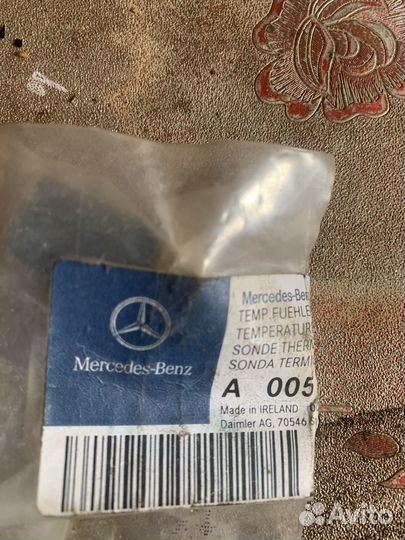 Mercedes-Benz
Mercedes-Ben
TEMP.FUEHLE
TEMPERATUR
SONDE THERM
SONDA TERMI
A 005
Made in IRELAND
Daimler AG, 70546 S
Avito